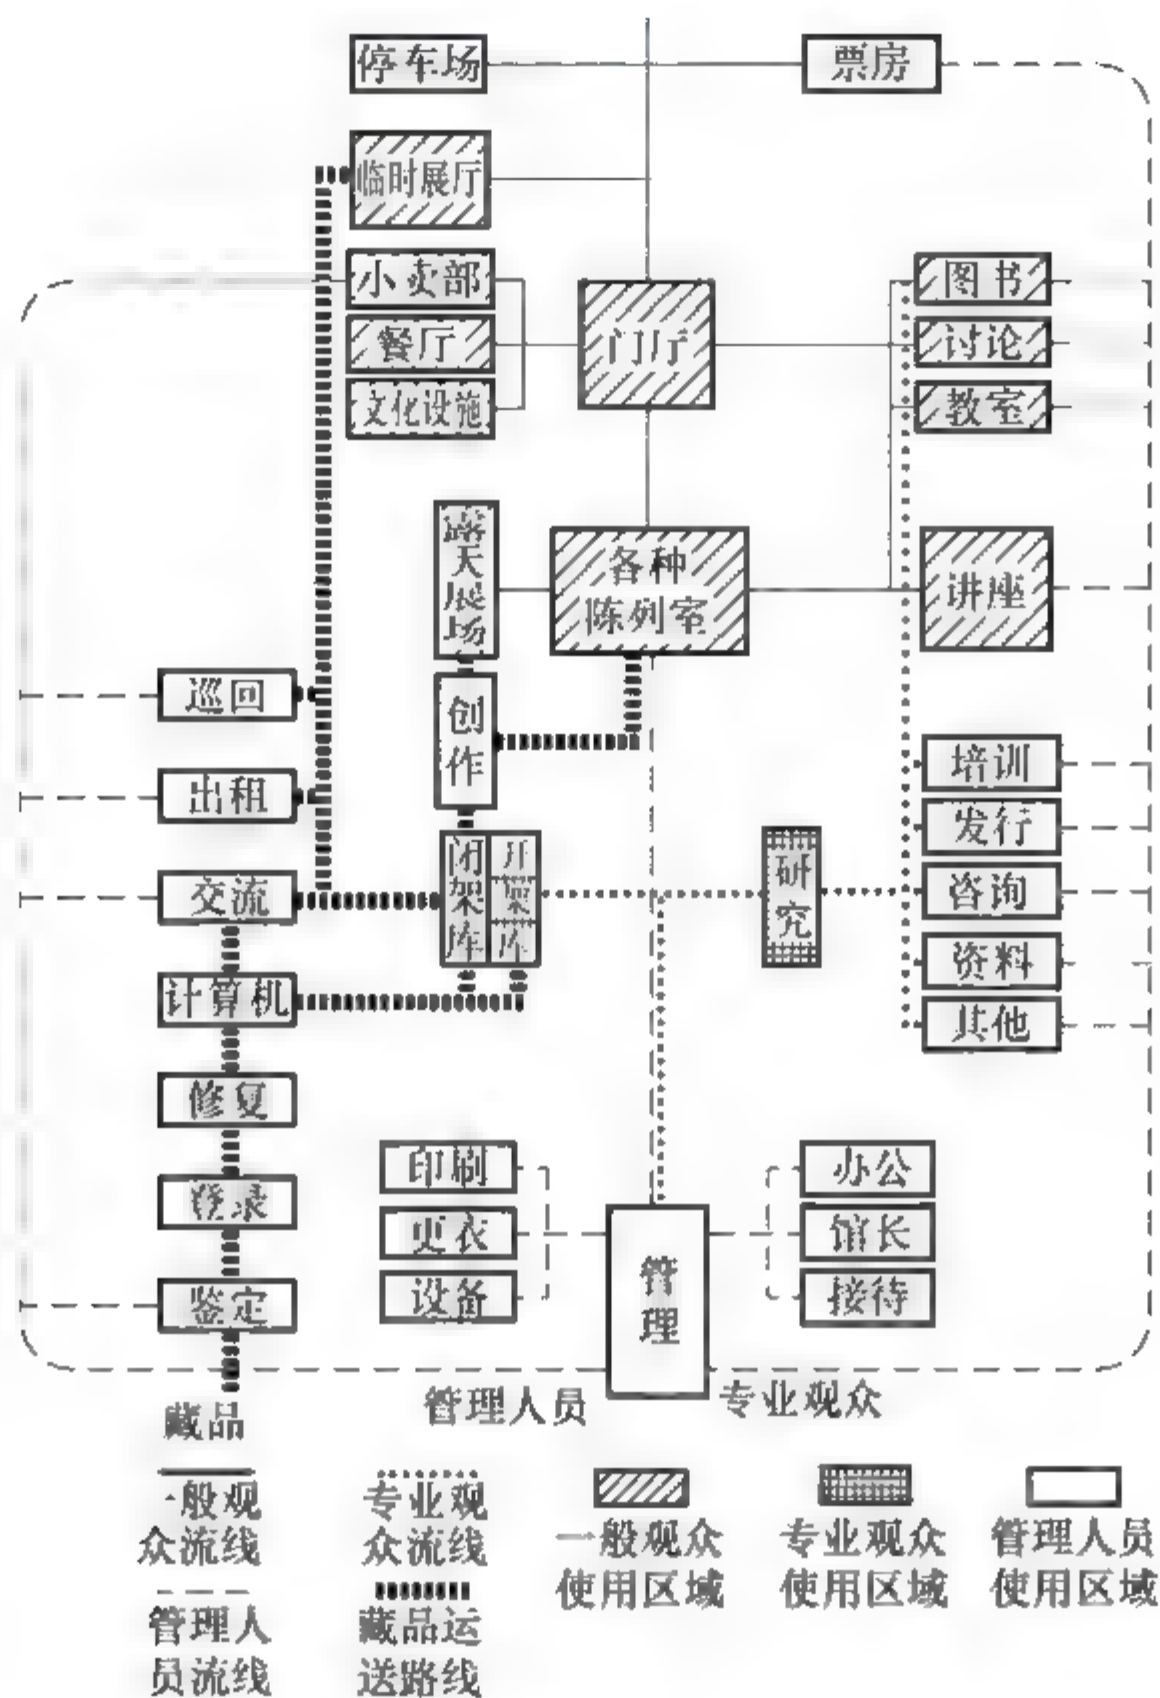 停车场
票房
临时展厅
小卖部
餐厅
文化设施
门厅
图书
讨论
教室
露天展场
各种
陈列室
讲座
巡回
出租
交流
计算机
修复
登录
鉴定
藏品
创作
闭架库
开架库
研究
培训
发行
咨询
资料
其他
印刷
更衣
设备
管理
办公
馆长
接待
管理人员
专业观众
一般观
众流线
专业观
众流线
一般观众
使用区域
专业观众
使用区域
管理人员
使用区域
管理人
员流线
藏品运
送路线